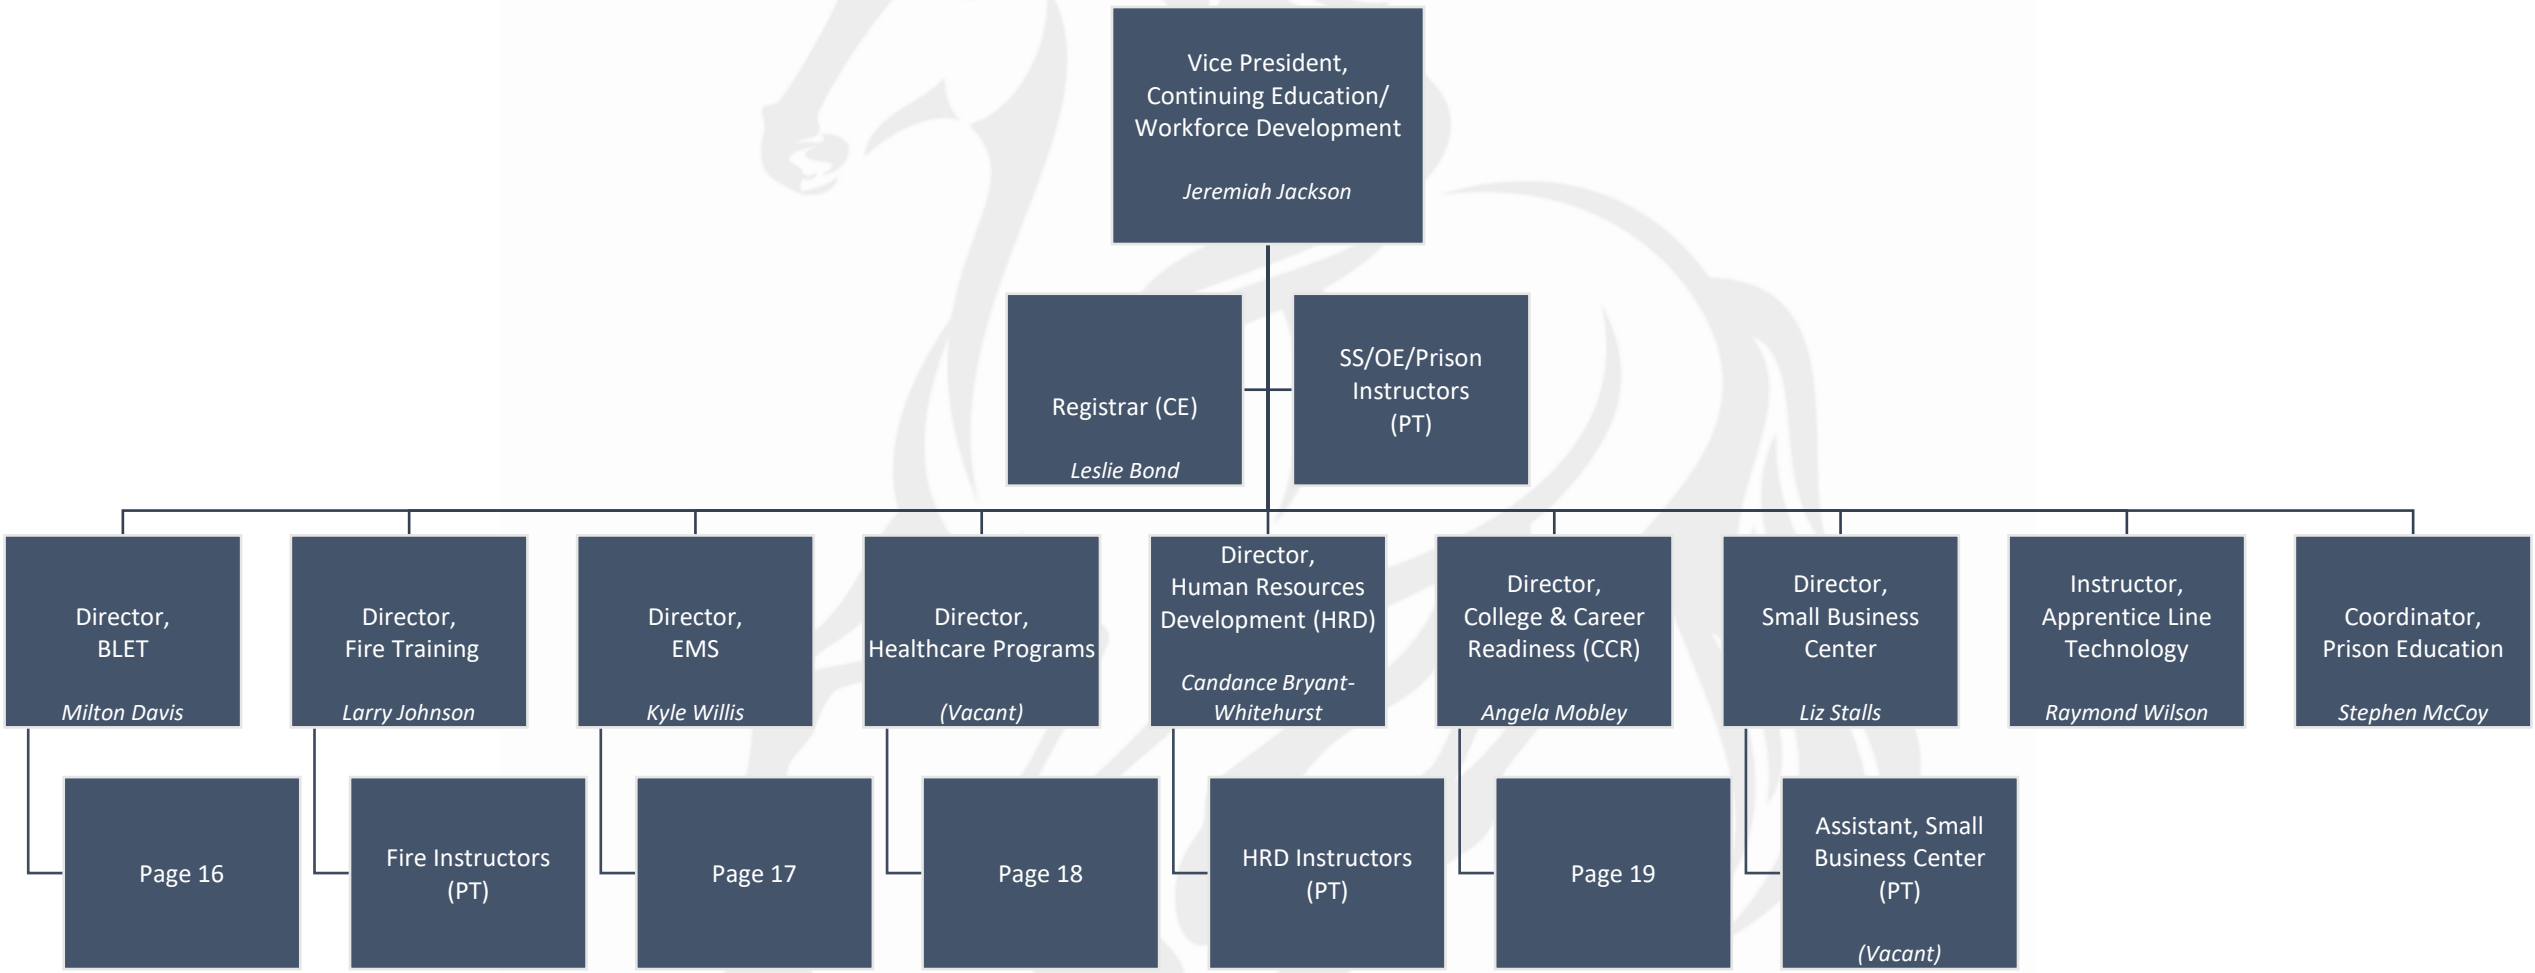 Vice President,
Continuing Education/
Workforce Development
Jeremiah Jackson
Registrar (CE)
Leslie Bond
SS/OE/Prison
Instructors
(PT)
Director,
BLET
Milton Davis
Director,
Fire Training
Larry Johnson
Director,
EMS
Kyle Willis
Director,
Healthcare Programs
(Vacant)
Director,
Human Resources
Development (HRD)
Candance Bryant-
Whitehurst
Director,
College & Career
Readiness (CCR)
Angela Mobley
Director,
Small Business
Center
Liz Stalls
Instructor,
Apprentice Line
Technology
Raymond Wilson
Coordinator,
Prison Education
Stephen McCoy
Page 16
Fire Instructors
(PT)
Page 17
Page 18
HRD Instructors
(PT)
Page 19
Assistant, Small
Business Center
(PT)
(Vacant)